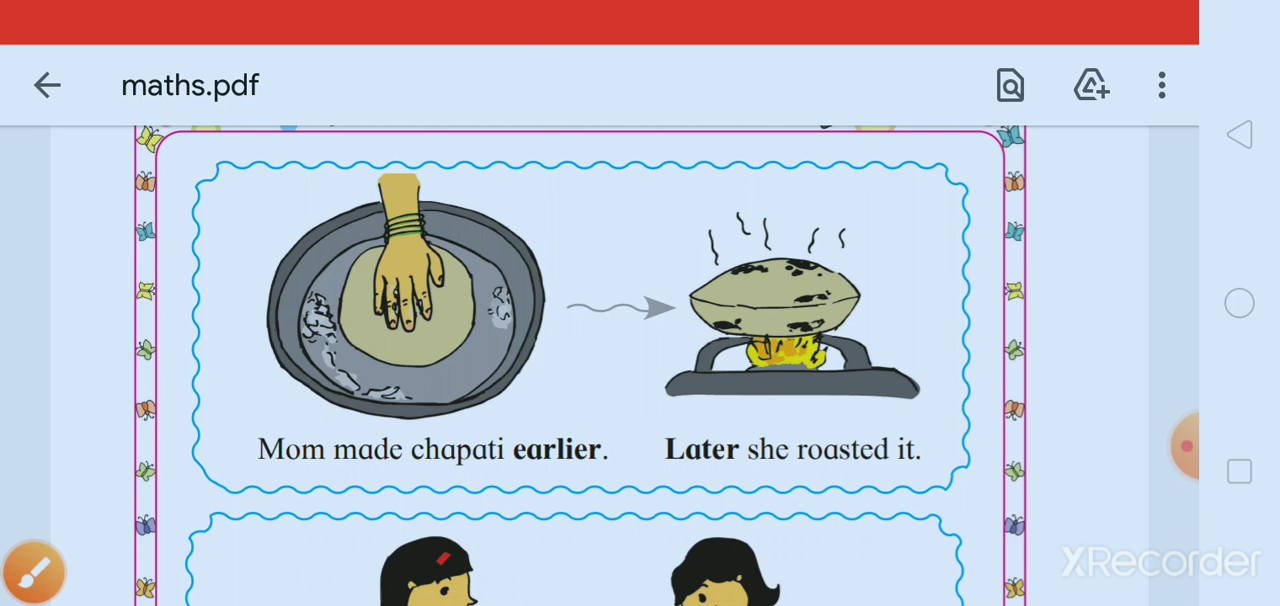 maths.pdf
Mom made chapati earlier. Later she roasted it.
XRecorder